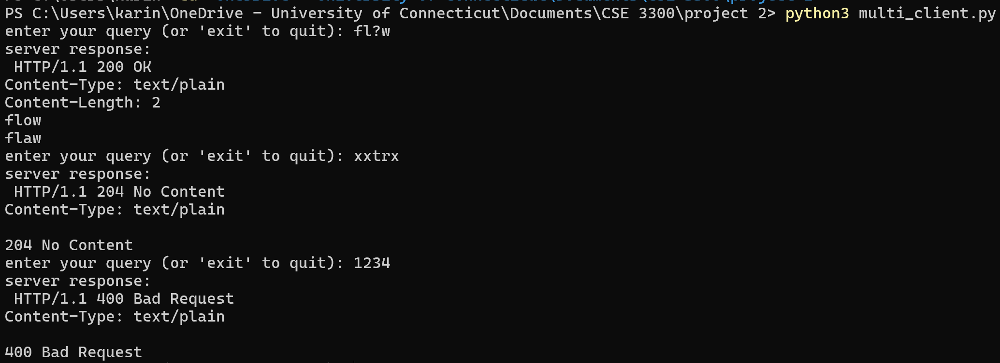 PS C:\Users\karin\OneDrive - University of Connecticut\Documents\CSE 3300\project 2> python3 multi_client.py
enter your query (or 'exit' to quit): fl?w
server response:
 HTTP/1.1 200 OK
Content-Type: text/plain
Content-Length: 2
flow
flaw
enter your query (or 'exit' to quit): xxtrx
server response:
 HTTP/1.1 204 No Content
Content-Type: text/plain

204 No Content
enter your query (or 'exit' to quit): 1234
server response:
 HTTP/1.1 400 Bad Request
Content-Type: text/plain

400 Bad Request